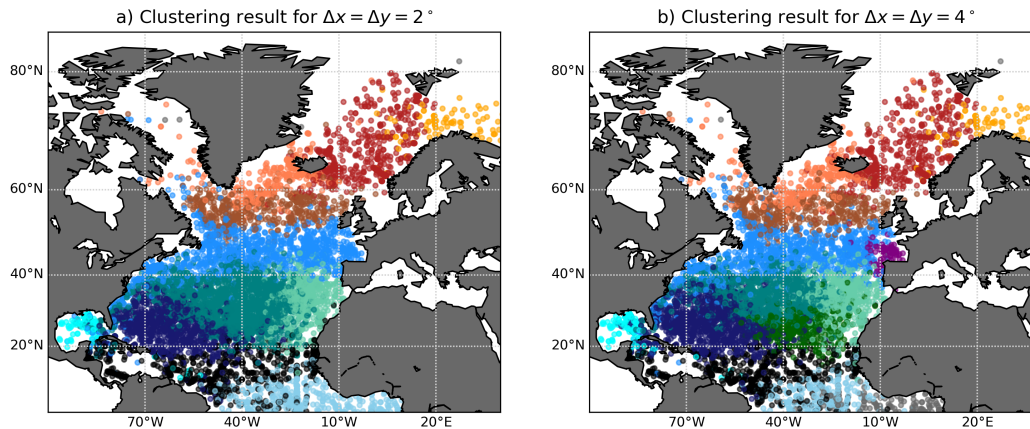 a) Clustering result for Δx = Δy = 2°
b) Clustering result for Δx = Δy = 4°
80°N
80°N
60°N
60°N
40°N
40°N
20°N
20°N
70°W 40°W 10°W 20°E
70°W 40°W 10°W 20°E